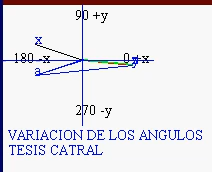 90 +y
x
180 -x
0 +x
a
270 -y
VARIACION DE LOS ANGULOS
TESIS CATRAL